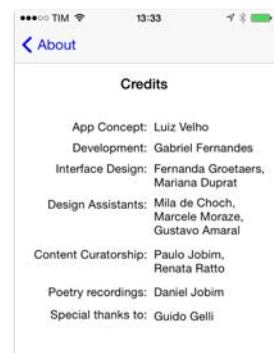 TIM 13:33
About
Credits
App Concept: Luiz Velho
Development: Gabriel Fernandes
Interface Design: Fernanda Groetaers,
Mariana Duprat
Design Assistants: Mila de Choch,
Marcele Moraze,
Gustavo Amaral
Content Curatorship: Paulo Jobim,
Renata Ratto
Poetry recordings: Daniel Jobim
Special thanks to: Guido Gelli